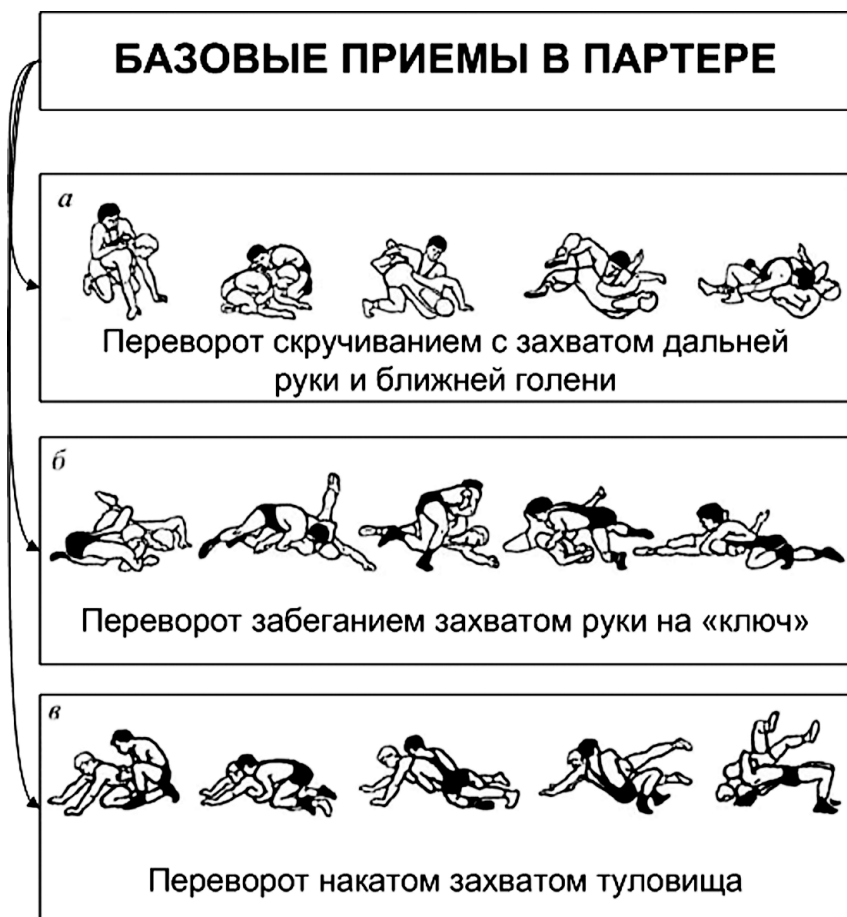 БАЗОВЫЕ ПРИЕМЫ В ПАРТЕРЕ
а
Переворот скручиванием с захватом дальней
руки и ближней голени
б
Переворот забеганием захватом руки на «ключ»
в
Переворот накатом захватом туловища